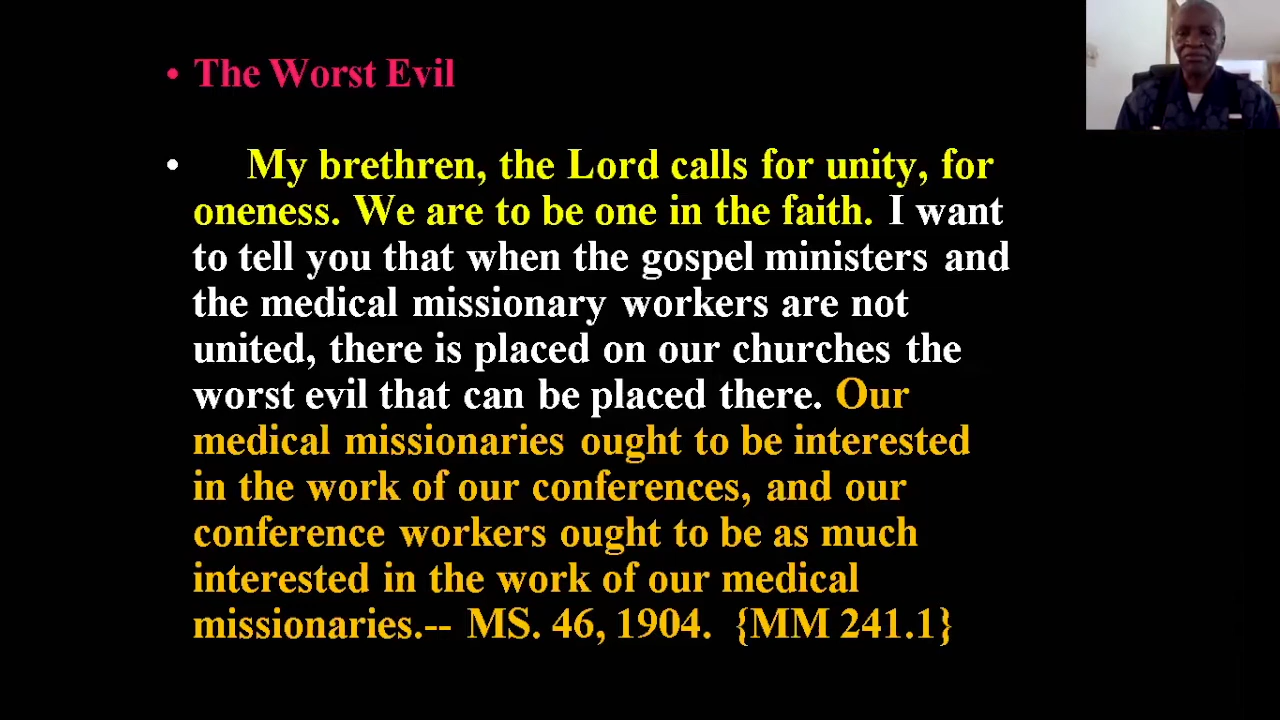 • The Worst Evil
• My brethren, the Lord calls for unity, for
oneness. We are to be one in the faith. I want
to tell you that when the gospel ministers and
the medical missionary workers are not
united, there is placed on our churches the
worst evil that can be placed there. Our
medical missionaries ought to be interested
in the work of our conferences, and our
conference workers ought to be as much
interested in the work of our medical
missionaries.-- MS. 46, 1904. {MM 241.1}